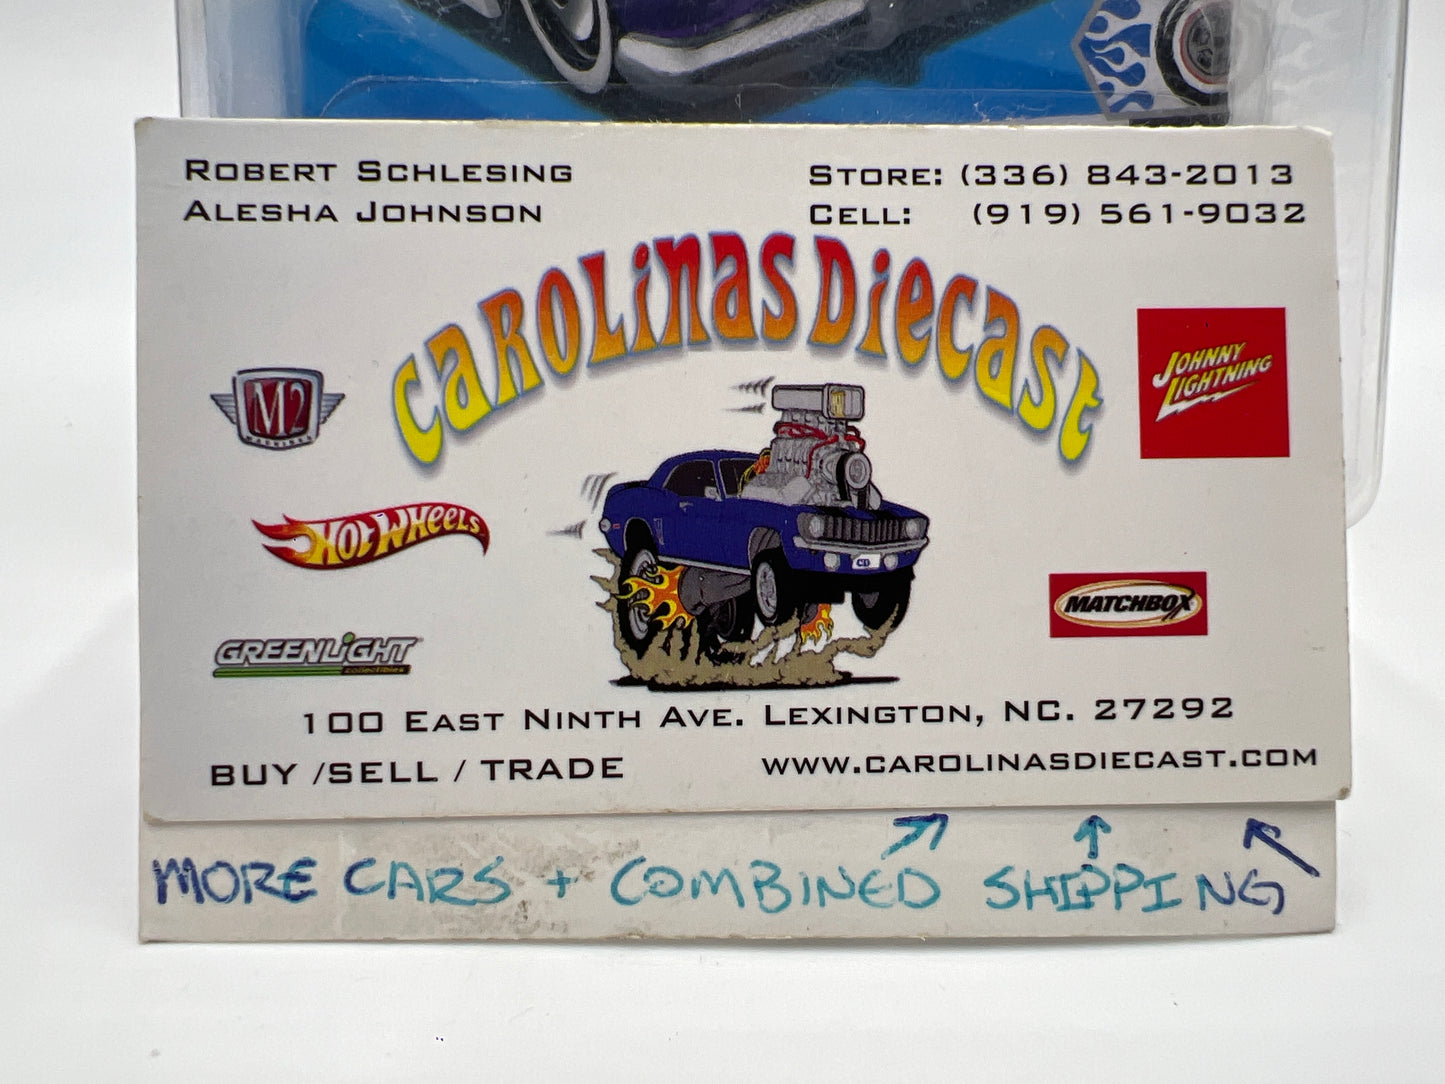 ROBERT SCHLESING
ALESHA JOHNSON
STORE: (336) 843-2013
CELL: (919) 561-9032
CAROLINAS DIECAST
M2
MACHINES
JOHNNY
LIGHTNING
HOT WHEELS
MATCHBOX
GREENLIGHT
collectibles
100 EAST NINTH AVE. LEXINGTON, NC. 27292
BUY /SELL / TRADE
WWW.CAROLINASDIECAST.COM
MORE CARS + COMBINED SHIPPING